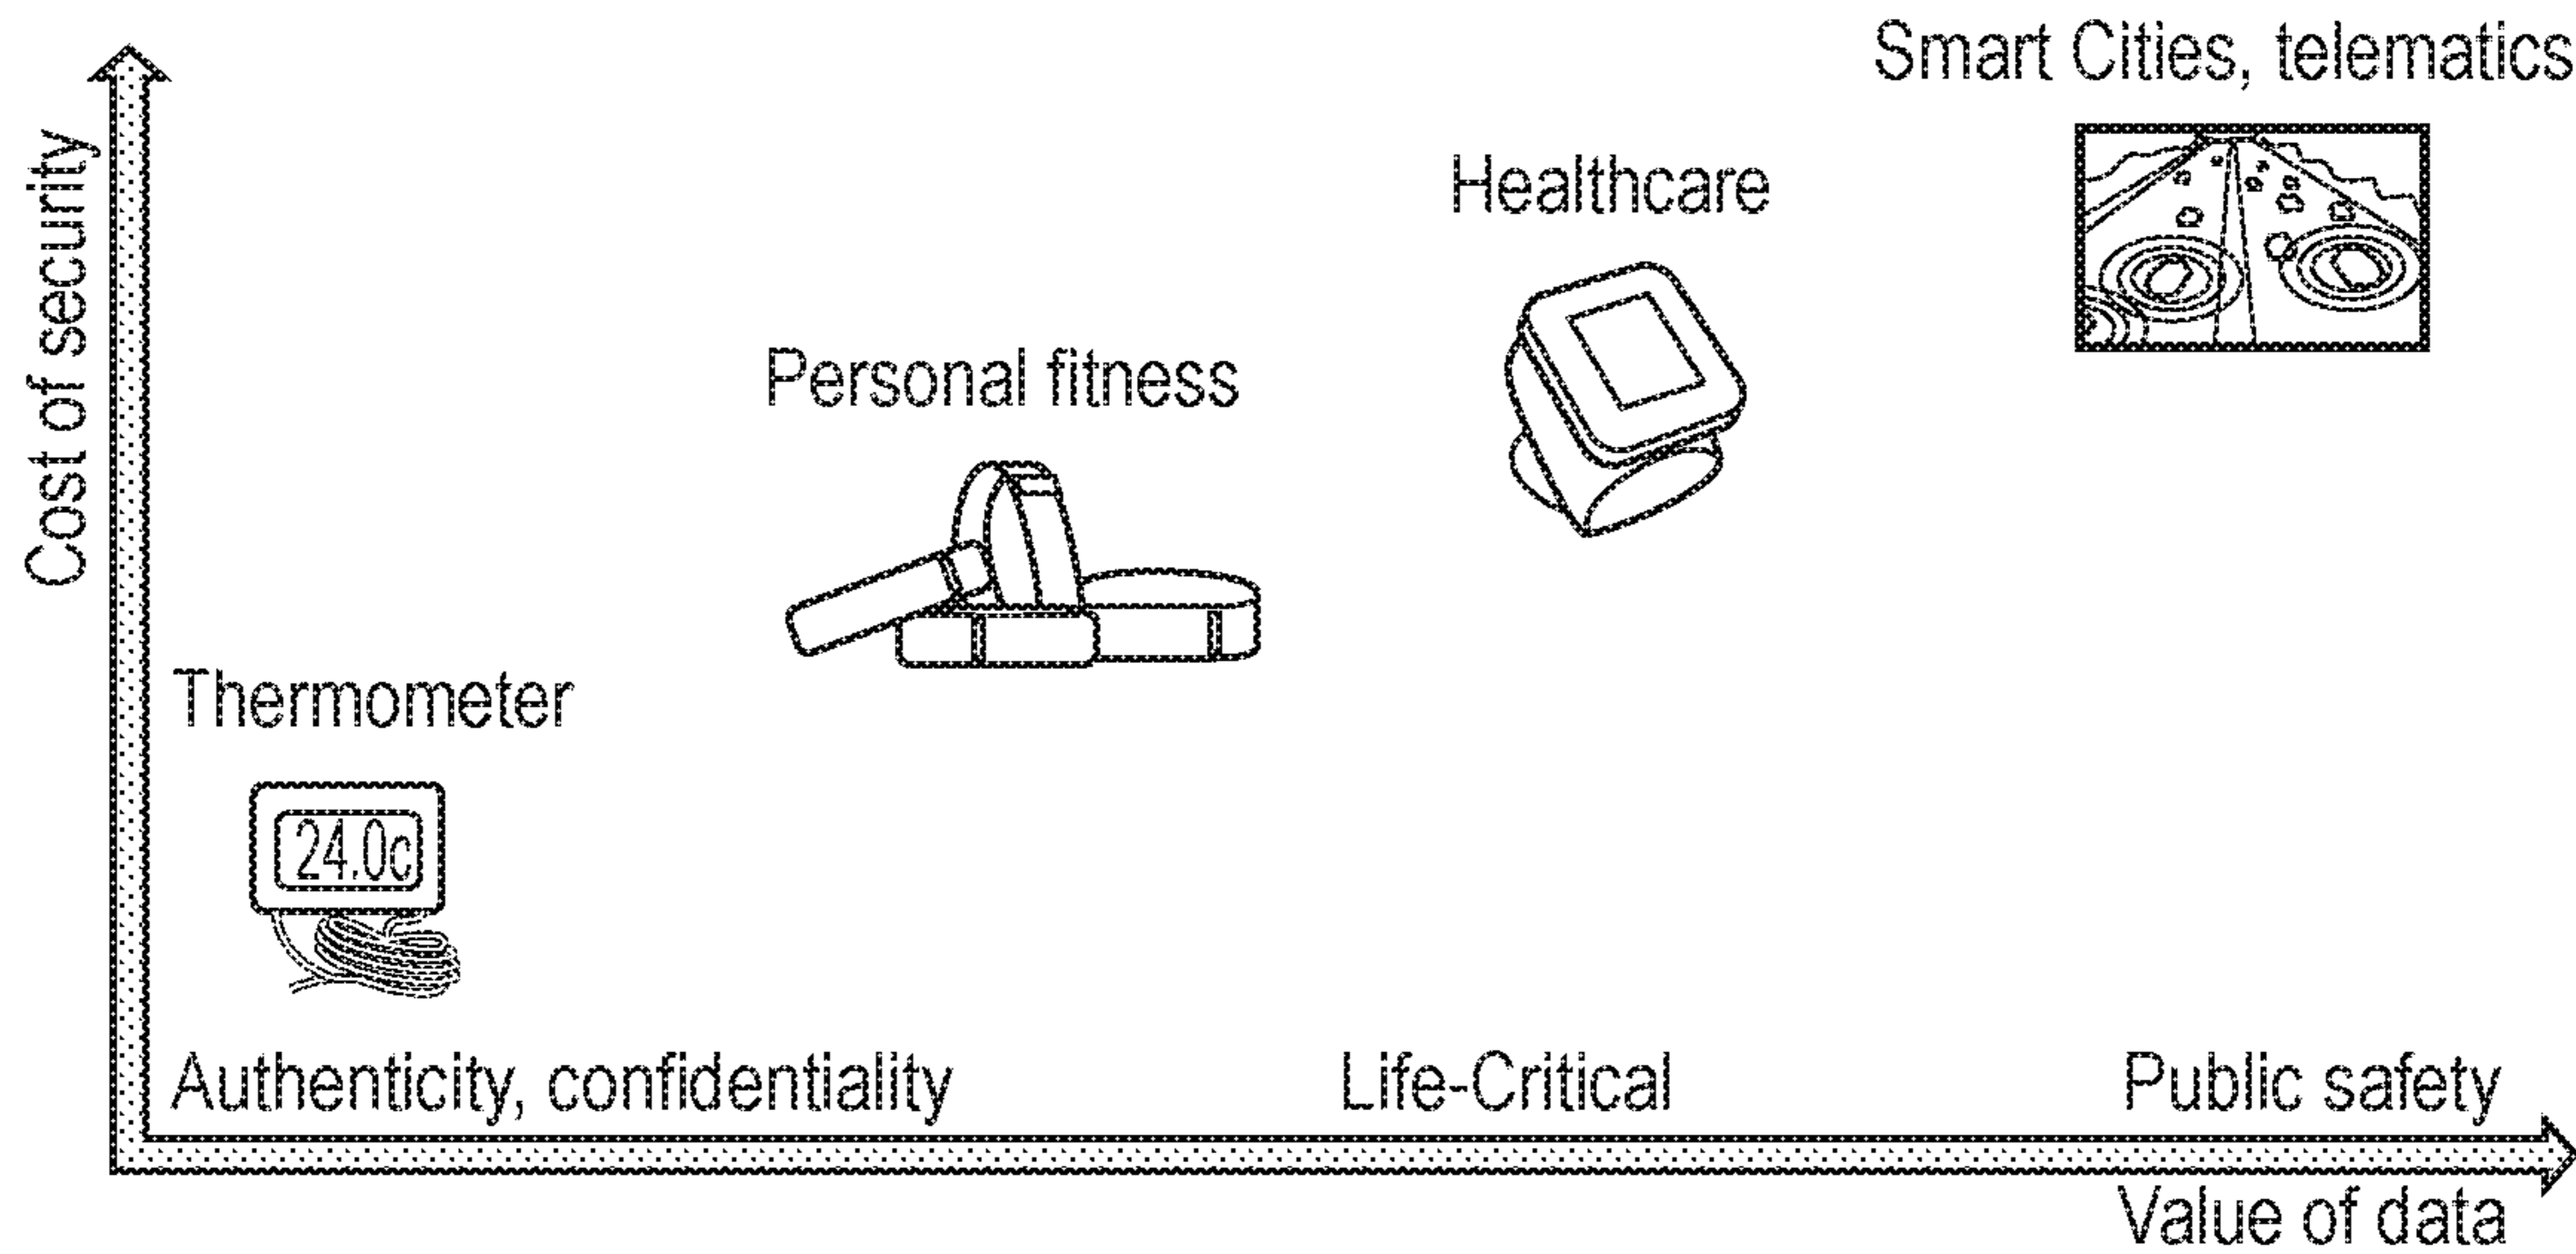 Smart Cities, telematics
Healthcare
Cost of security
Personal fitness
Thermometer
24.0c
Authenticity, confidentiality
Life-Critical
Public safety
Value of data